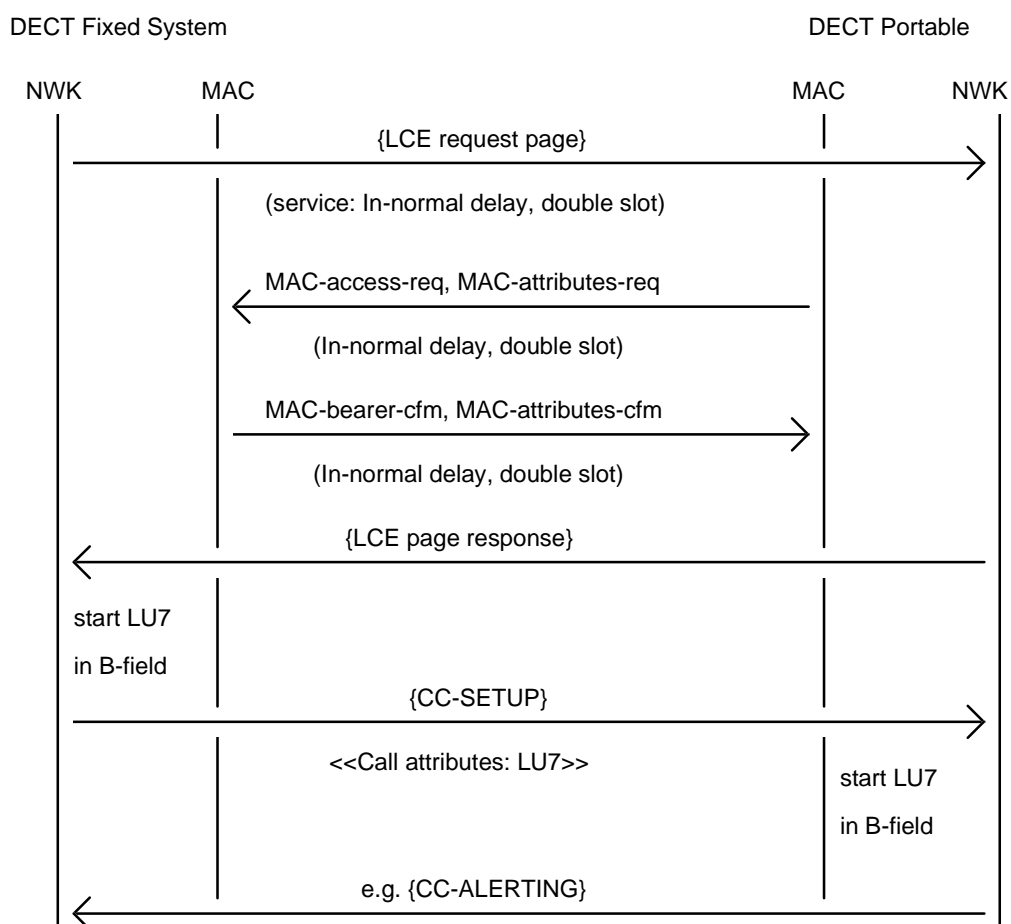 DECT Fixed System DECT Portable
NWK MAC MAC NWK
{LCE request page}
(service: In-normal delay, double slot)
MAC-access-req, MAC-attributes-req
(In-normal delay, double slot)
MAC-bearer-cfm, MAC-attributes-cfm
(In-normal delay, double slot)
{LCE page response}
start LU7
in B-field
{CC-SETUP}
<<Call attributes: LU7>>
start LU7
in B-field
e.g. {CC-ALERTING}